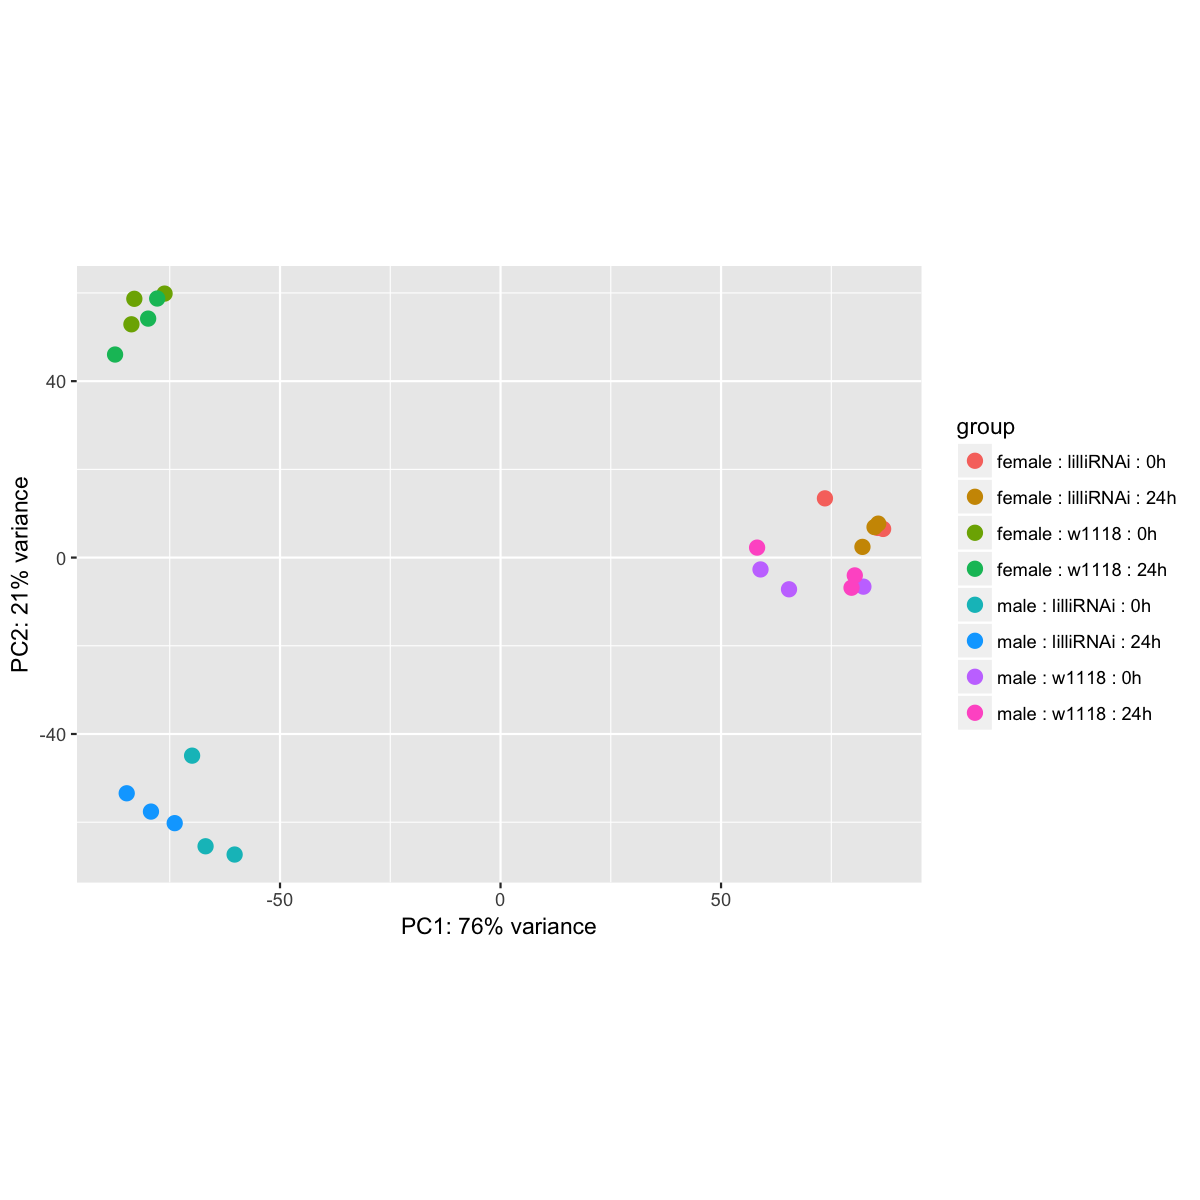 40
0
-40
-50
0
50
PC1: 76% variance
PC2: 21% variance
group
female : lilliRNAi : 0h
female : lilliRNAi : 24h
female : w1118 : 0h
female : w1118 : 24h
male : lilliRNAi : 0h
male : lilliRNAi : 24h
male : w1118 : 0h
male : w1118 : 24h